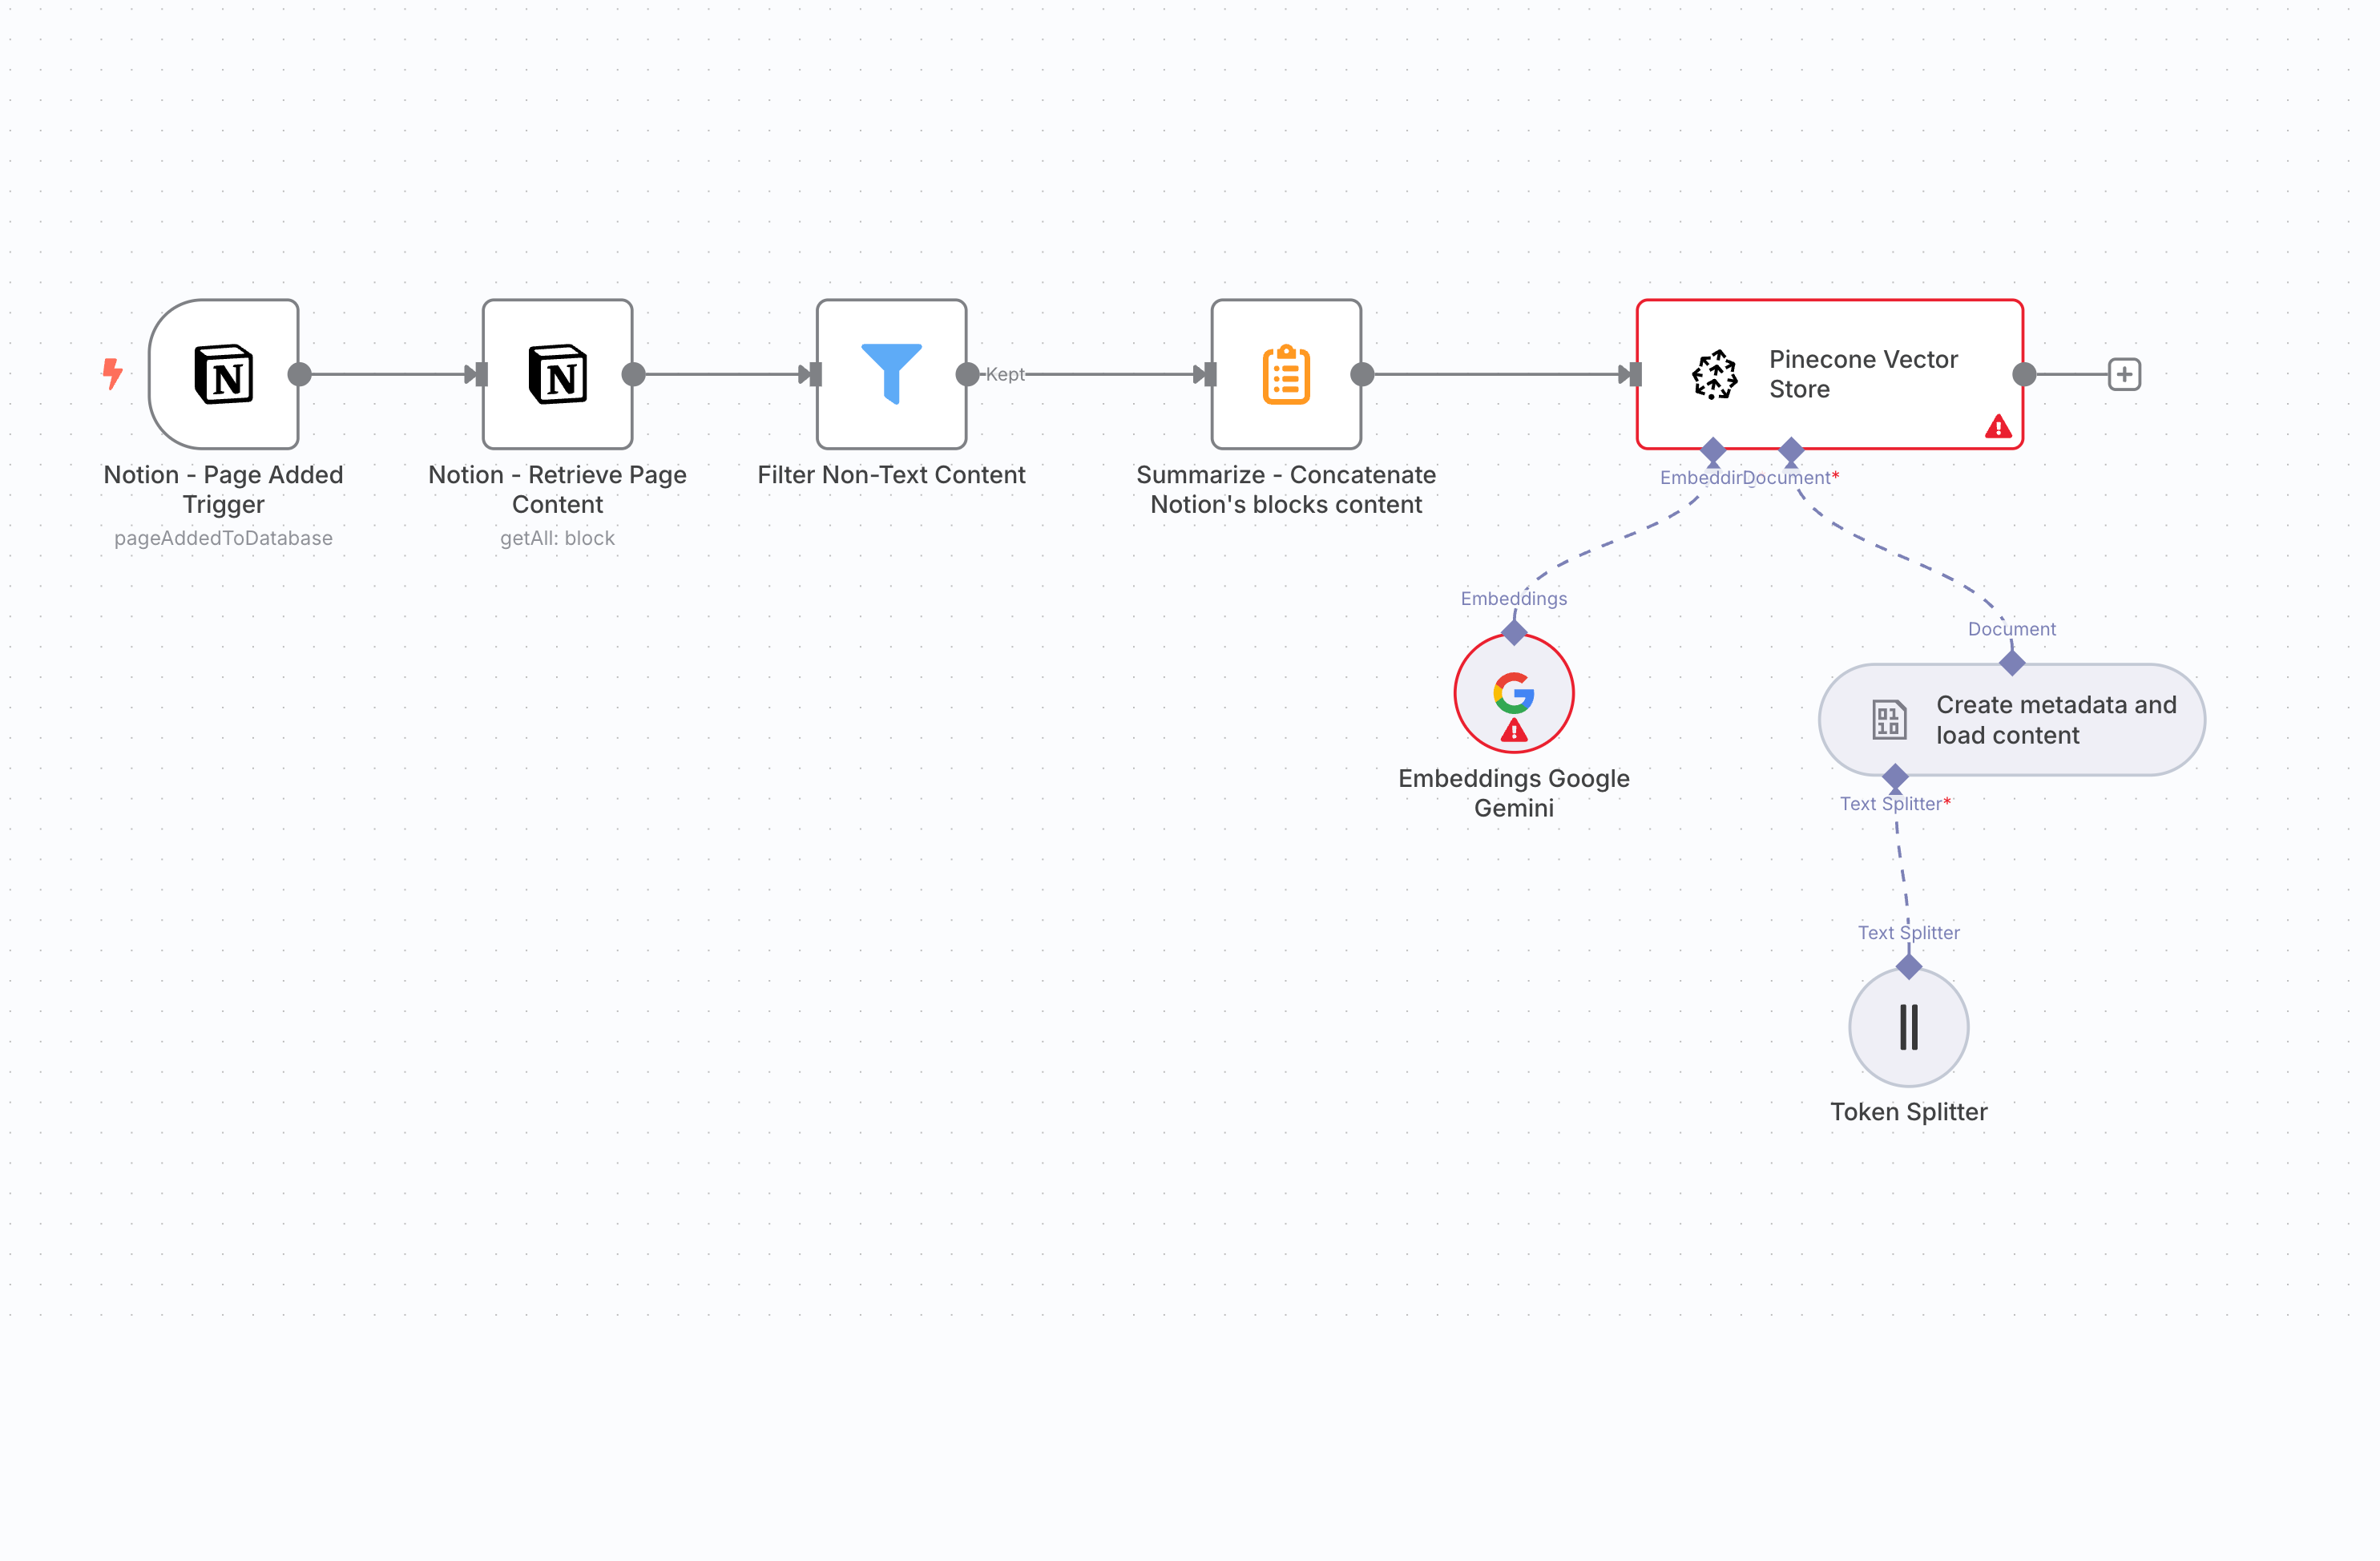 Notion - Page Added
Trigger
pageAddedToDatabase
Notion - Retrieve Page
Content
getAll: block
Filter Non-Text Content
Kept
Summarize - Concatenate
Notion's blocks content
Pinecone Vector
Store
EmbeddirDocument*
Embeddings
Embeddings Google
Gemini
Document
Create metadata and
load content
Text Splitter*
Text Splitter
Token Splitter